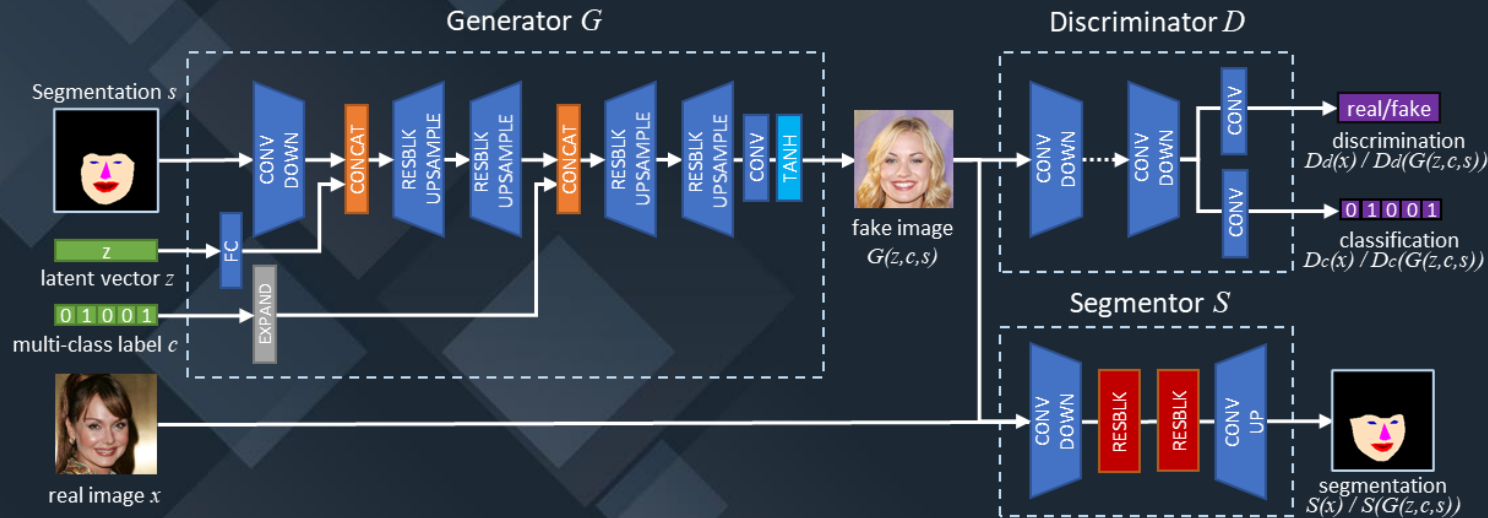 Generator G
Discriminator D
Segmentation s
CONV
DOWN
CONCAT
RESBLK
UPSAMPLE
RESBLK
UPSAMPLE
CONCAT
RESBLK
UPSAMPLE
RESBLK
UPSAMPLE
CONV
TANH
z
latent vector z
FC
0 1 0 0 1
multi-class label c
EXPAND
real image x
fake image
G(z,c,s)
CONV
DOWN
CONV
DOWN
CONV
CONV
real/fake
discrimination
Dd(x) / Dd(G(z,c,s))
0 1 0 0 1
classification
Dc(x) / Dc(G(z,c,s))
Segmentor S
CONV
DOWN
RESBLK
RESBLK
CONV
UP
segmentation
S(x) / S(G(z,c,s))